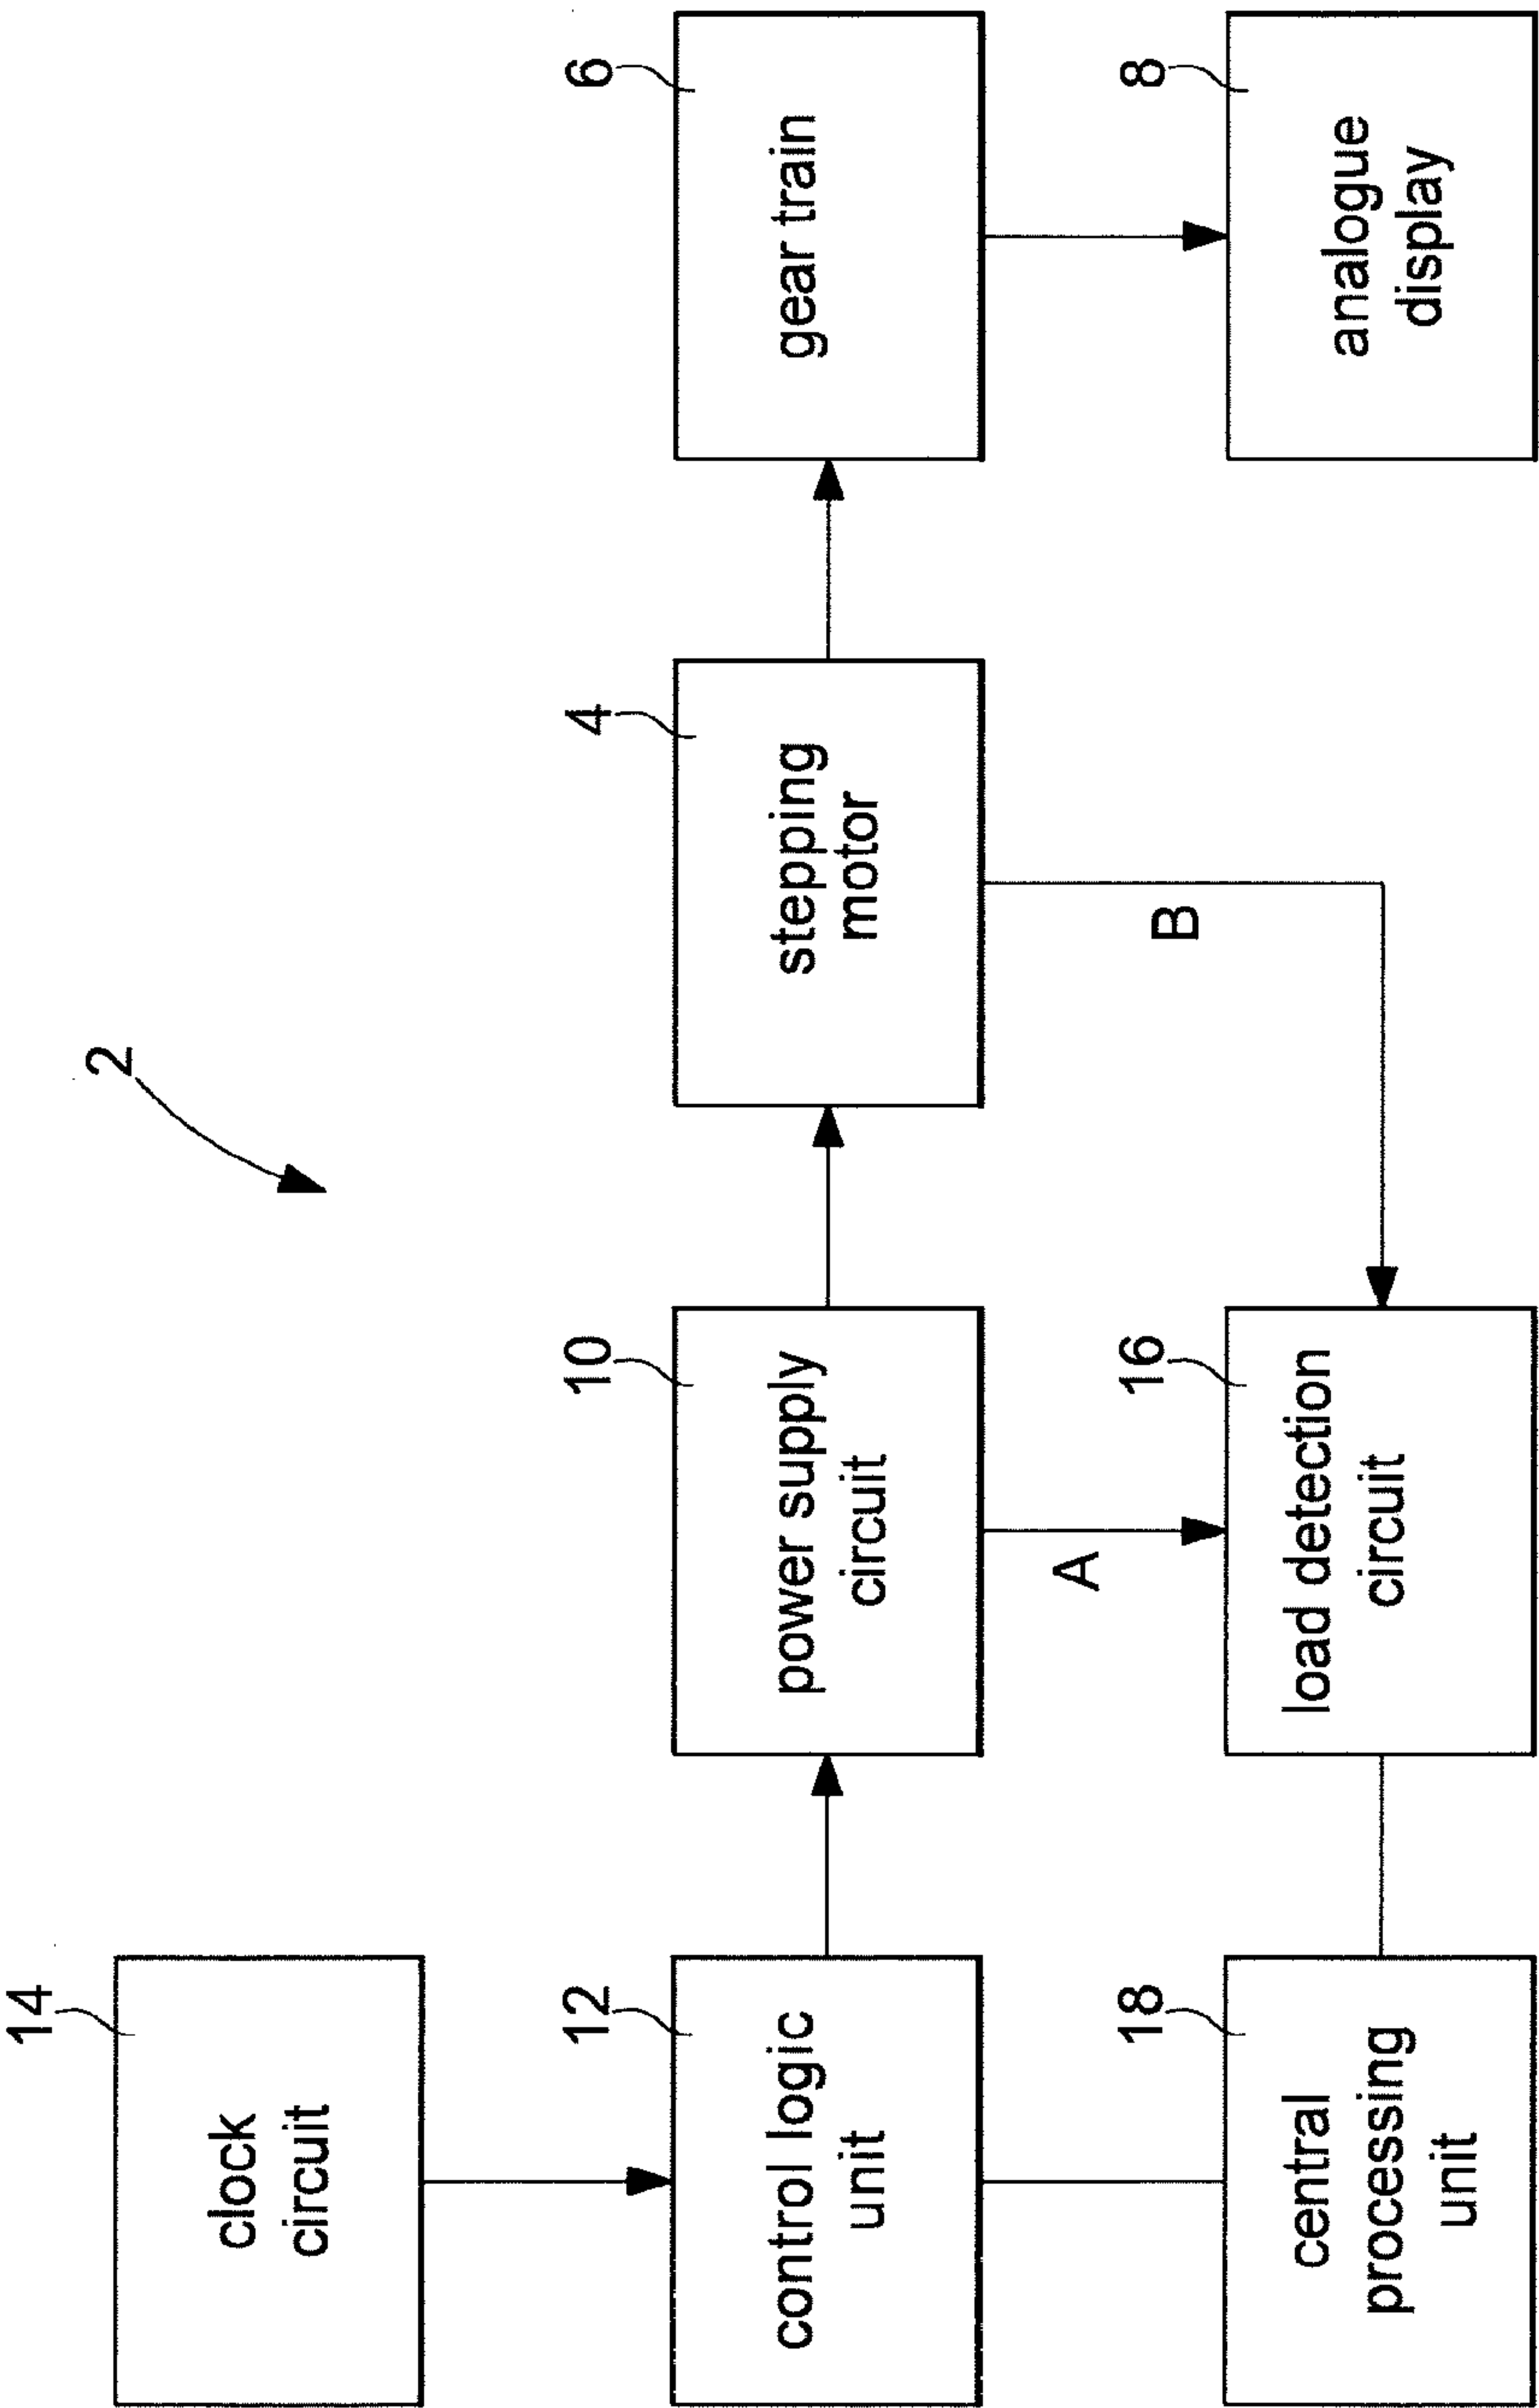 2
14
clock
circuit
12
control logic
unit
10
power supply
circuit
4
stepping
motor
6
gear train
A
B
18
central
processing
unit
16
load detection
circuit
8
analogue
display